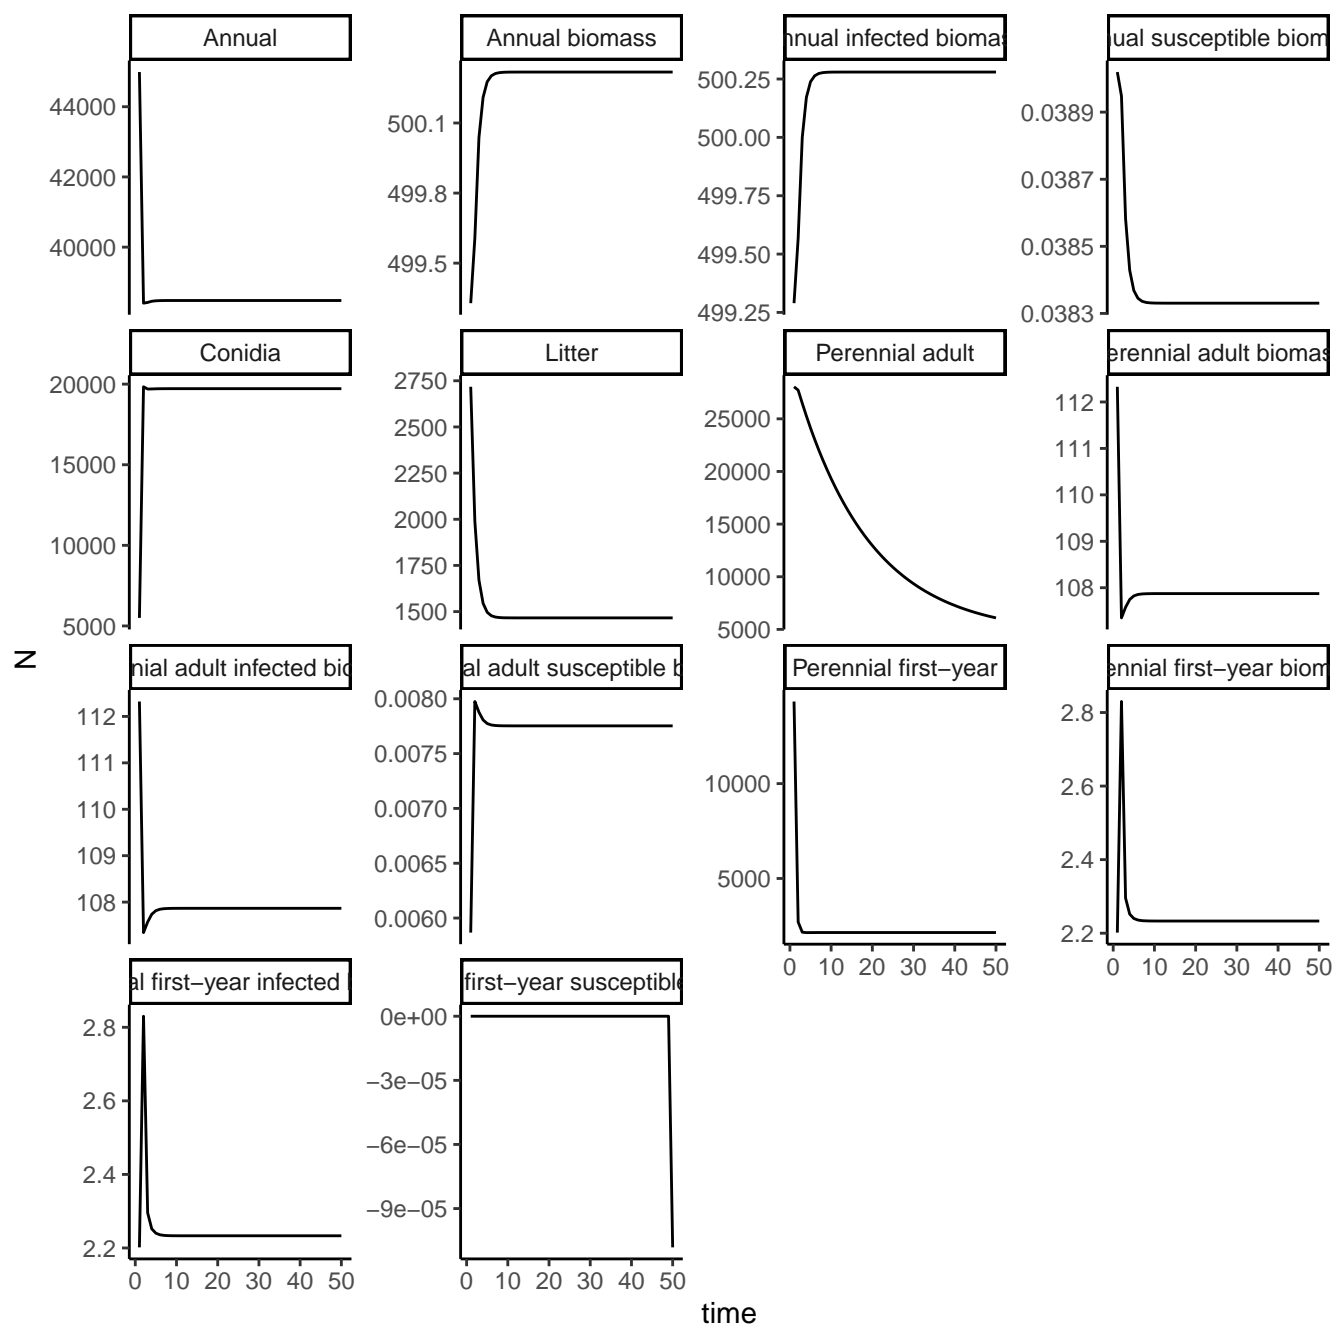 Annual
Annual biomass
nnual infected biomas
ual susceptible biom
44000
42000
40000
500.1
499.8
499.5
500.25
500.00
499.75
499.50
499.25
0.0389
0.0387
0.0385
0.0383
Conidia
Litter
Perennial adult
erennial adult biomas
20000
15000
10000
5000
2750
2500
2250
2000
1750
1500
25000
20000
15000
10000
5000
112
111
110
109
108
N
nial adult infected bio
al adult susceptible b
Perennial first−year
ennial first−year biom
112
111
110
109
108
0.0080
0.0075
0.0070
0.0065
0.0060
10000
5000
2.8
2.6
2.4
2.2
0 10 20 30 40 50
0 10 20 30 40 50
al first−year infected
first−year susceptible
2.8
2.6
2.4
2.2
0e+00
−3e−05
−6e−05
−9e−05
0 10 20 30 40 50
0 10 20 30 40 50
time